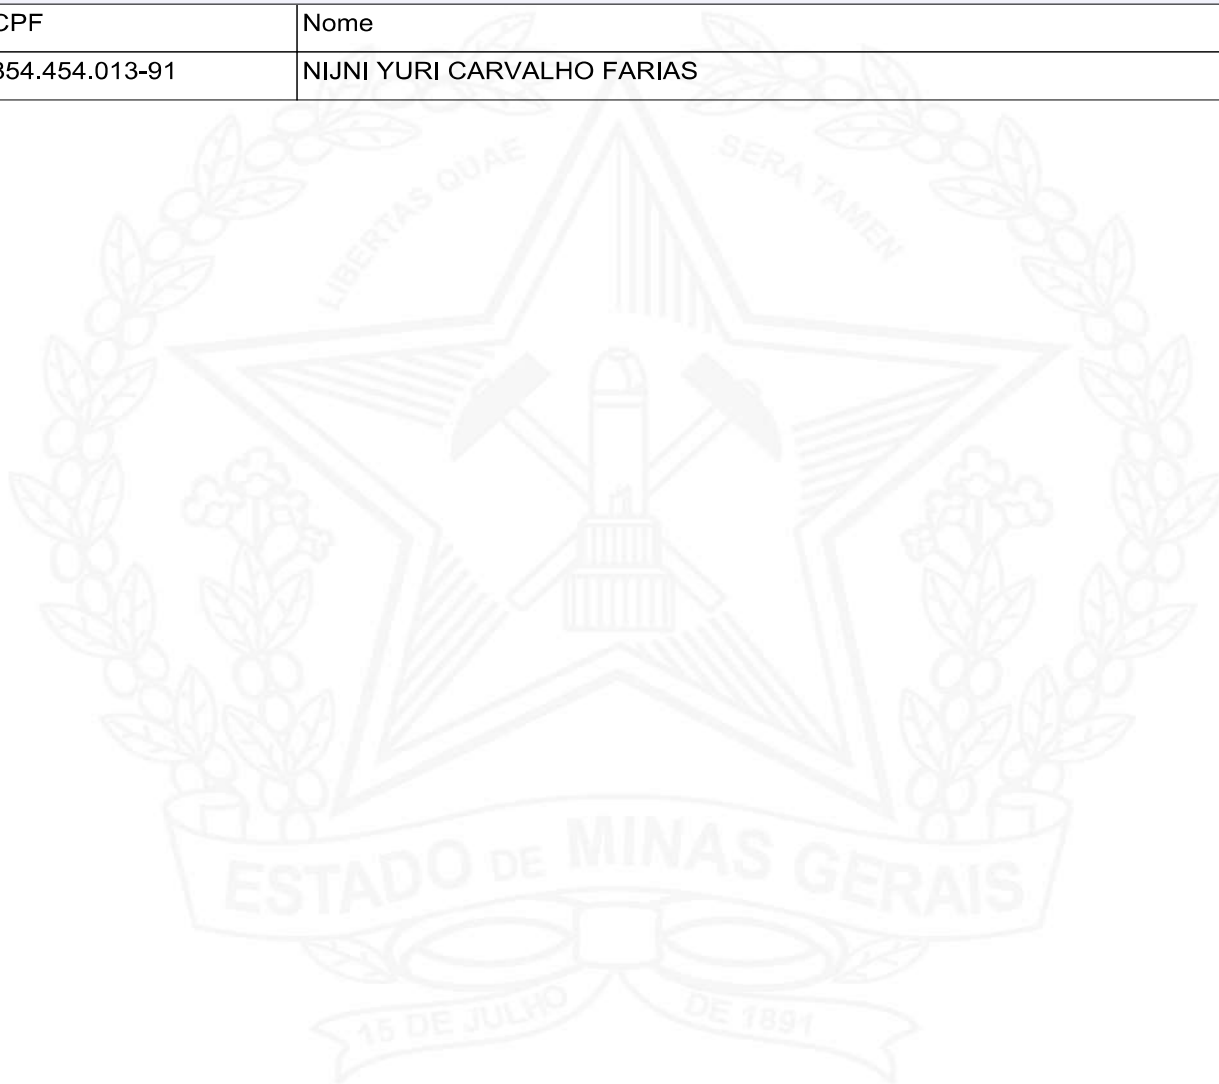 CPF Nome
854.454.013-91 NIJNI YURI CARVALHO FARIAS
LIBERTAS QUAE SERA TAMEN
ESTADO DE MINAS GERAIS
15 DE JULHO DE 1891